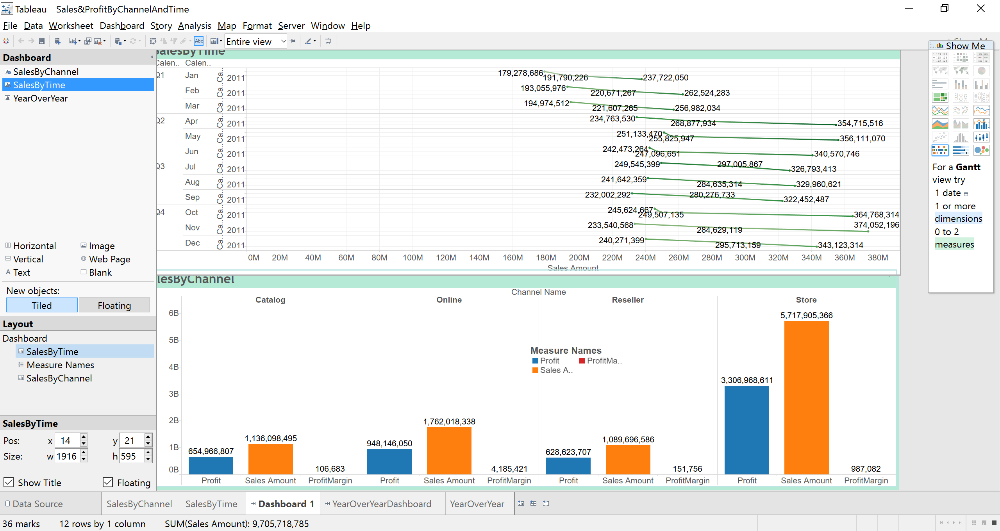 Tableau - Sales&ProfitByChannelAndTime
File Data Worksheet Dashboard Story Analysis Map Format Server Window Help
Abc Entire view
Show Me
Dashboard
SalesByChannel
SalesByTime
YearOverYear
Horizontal Image
Vertical Web Page
Text Blank
New objects:
Tiled Floating
Layout
Dashboard
SalesByTime
Measure Names
SalesByChannel
SalesByTime
Pos: x -14 y -21
Size: w 1916 h 595
Show Title Floating
SalesByTime
Calen.. Calen..
Q1 Jan Ca.. 2011 179,278,686 191,790,226 237,722,050
Feb Ca.. 2011 193,055,976 220,671,267 262,524,283
Mar Ca.. 2011 194,974,512 221,607,265 256,982,034
Q2 Apr Ca.. 2011 234,763,530 268,877,934 354,715,516
May Ca.. 2011 251,133,470 255,825,947 356,111,070
Jun Ca.. 2011 242,473,264 247,096,651 340,570,746
Q3 Jul Ca.. 2011 249,545,399 297,005,867 326,793,413
Aug Ca.. 2011 241,642,359 284,635,314 329,960,621
Sep Ca.. 2011 232,002,292 280,276,733 322,452,487
Q4 Oct Ca.. 2011 245,624,667 249,507,135 364,768,314
Nov Ca.. 2011 233,540,568 284,629,119 374,052,196
Dec Ca.. 2011 240,271,399 295,713,159 343,123,314
0M 20M 40M 60M 80M 100M 120M 140M 160M 180M 200M 220M 240M 260M 280M 300M 320M 340M 360M 380M
Sales Amount
lesByChannel
Channel Name
Catalog Online Reseller Store
6B
5B
4B
3B
2B
1B
0B
Measure Names
Profit ProfitMa..
Sales A..
654,966,807 1,136,098,495 106,683
948,146,050 1,762,018,338 4,185,421
628,623,707 1,089,696,586 151,756
3,306,968,611 5,717,905,366 987,082
Profit Sales Amount ProfitMargin Profit Sales Amount ProfitMargin Profit Sales Amount ProfitMargin Profit Sales Amount ProfitMargin
For a Gantt
view try
1 date
1 or more
dimensions
0 to 2
measures
Data Source SalesByChannel SalesByTime Dashboard 1 YearOverYearDashboard YearOverYear
36 marks 12 rows by 1 column SUM(Sales Amount): 9,705,718,785